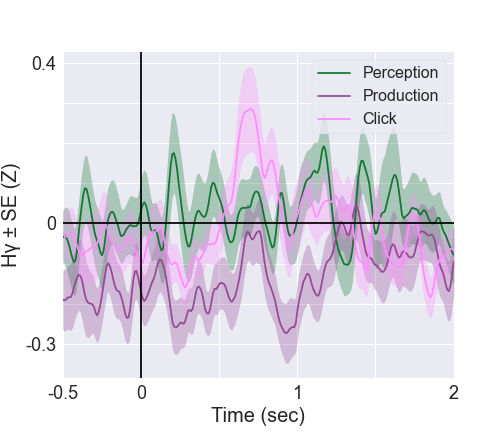 Perception
Production
Click
0.4
0
-0.3
Hγ ± SE (Z)
-0.5 0 1 2
Time (sec)